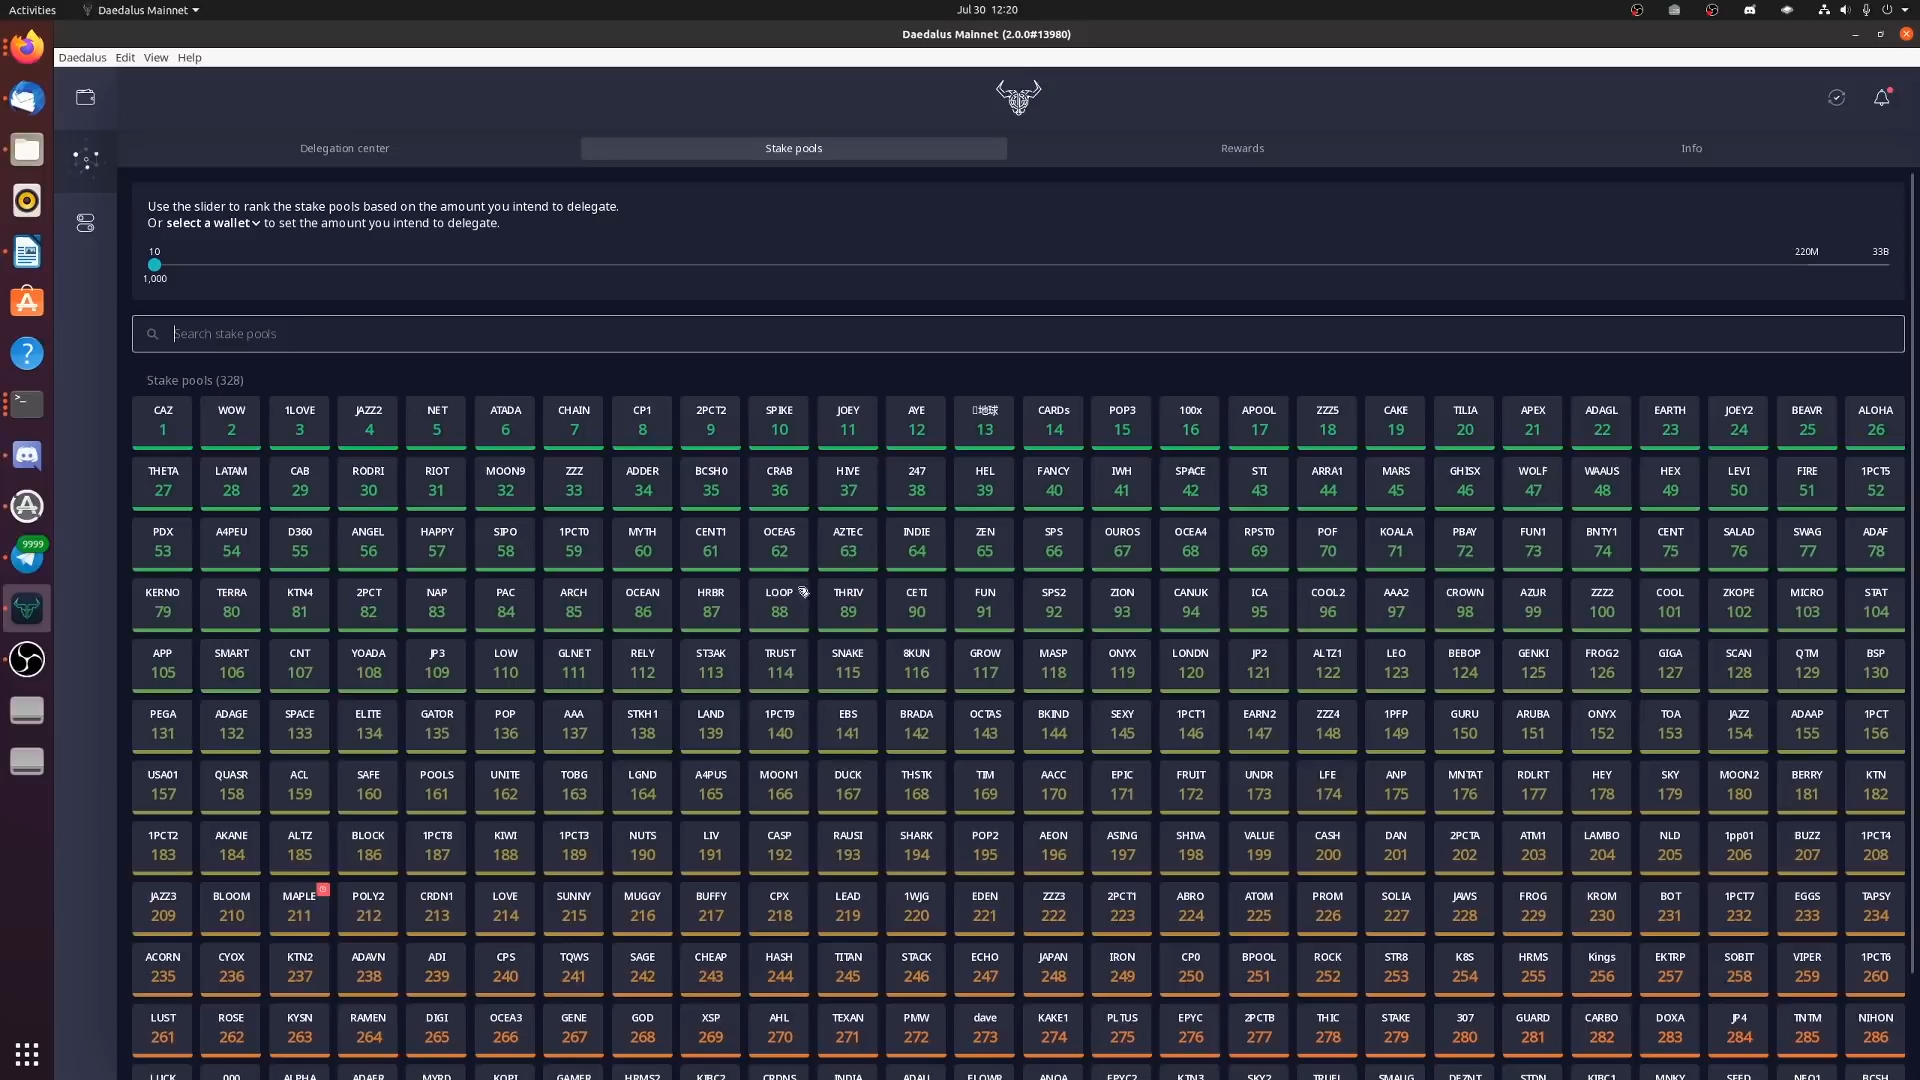 Activities Daedalus Mainnet Jul 30 12:20
Daedalus Mainnet (2.0.0#13980)
Daedalus Edit View Help
Delegation center Stake pools Rewards Info
Use the slider to rank the stake pools based on the amount you intend to delegate.
Or select a wallet to set the amount you intend to delegate.
10 220M 33B
1,000
Search stake pools
Stake pools (328)
CAZ WOW 1LOVE JAZZ2 NET ATADA CHAIN CP1 2PCT2 SPIKE JOEY AYE 地球 CARDs POP3 100x APOOL ZZZ5 CAKE TILIA APEX ADAGL EARTH JOEY2 BEAVR ALOHA
1 2 3 4 5 6 7 8 9 10 11 12 13 14 15 16 17 18 19 20 21 22 23 24 25 26
THETA LATAM CAB RODRI RIOT MOON9 ZZZ ADDER BCSH0 CRAB HIVE 247 HEL FANCY IWH SPACE STI ARRA1 MARS GHISX WOLF WAAUS HEX LEVI FIRE 1PCT5
27 28 29 30 31 32 33 34 35 36 37 38 39 40 41 42 43 44 45 46 47 48 49 50 51 52
PDX A4PEU D360 ANGEL HAPPY SIPO 1PCT0 MYTH CENT1 OCEA5 AZTEC INDIE ZEN SPS OUROS OCEA4 RPST0 POF KOALA PBAY FUN1 BNTY1 CENT SALAD SWAG ADAF
53 54 55 56 57 58 59 60 61 62 63 64 65 66 67 68 69 70 71 72 73 74 75 76 77 78
KERNO TERRA KTN4 2PCT NAP PAC ARCH OCEAN HRBR LOOP THRIV CETI FUN SPS2 ZION CANUK ICA COOL2 AAA2 CROWN AZUR ZZZ2 COOL ZKOPE MICRO STAT
79 80 81 82 83 84 85 86 87 88 89 90 91 92 93 94 95 96 97 98 99 100 101 102 103 104
APP SMART CNT YOADA JP3 LOW GLNET RELY ST3AK TRUST SNAKE 8KUN GROW MASP ONYX LONDN JP2 ALTZ1 LEO BEBOP GENKI FROG2 GIGA SCAN QTM BSP
105 106 107 108 109 110 111 112 113 114 115 116 117 118 119 120 121 122 123 124 125 126 127 128 129 130
PEGA ADAGE SPACE ELITE GATOR POP AAA STKH1 LAND 1PCT9 EBS BRADA OCTAS BKIND SEXY 1PCT1 EARN2 ZZZ4 1PFP GURU ARUBA ONYX TOA JAZZ ADAAP 1PCT
131 132 133 134 135 136 137 138 139 140 141 142 143 144 145 146 147 148 149 150 151 152 153 154 155 156
USA01 QUASR ACL SAFE POOLS UNITE TOBG LGND A4PUS MOON1 DUCK THSTK TIM AACC EPIC FRUIT UNDR LFE ANP MNTAT RDLRT HEY SKY MOON2 BERRY KTN
157 158 159 160 161 162 163 164 165 166 167 168 169 170 171 172 173 174 175 176 177 178 179 180 181 182
1PCT2 AKANE ALTZ BLOCK 1PCT8 KIWI 1PCT3 NUTS LIV CASP RAUSI SHARK POP2 AEON ASING SHIVA VALUE CASH DAN 2PCTA ATM1 LAMBO NLD 1pp01 BUZZ 1PCT4
183 184 185 186 187 188 189 190 191 192 193 194 195 196 197 198 199 200 201 202 203 204 205 206 207 208
JAZZ3 BLOOM MAPLE POLY2 CRDN1 LOVE SUNNY MUGGY BUFFY CPX LEAD 1WJG EDEN ZZZ3 2PCT1 ABRO ATOM PROM SOLIA JAWS FROG KROM BOT 1PCT7 EGGS TAPSY
209 210 211 212 213 214 215 216 217 218 219 220 221 222 223 224 225 226 227 228 229 230 231 232 233 234
ACORN CYOX KTN2 ADAVN ADI CPS TQWS SAGE CHEAP HASH TITAN STACK ECHO JAPAN IRON CP0 BPOOL ROCK STR8 K8S HRMS Kings EKTRP SOBIT VIPER 1PCT6
235 236 237 238 239 240 241 242 243 244 245 246 247 248 249 250 251 252 253 254 255 256 257 258 259 260
LUST ROSE KYSN RAMEN DIGI OCEA3 GENE GOD XSP AHL TEXAN PMW dave KAKE1 PLTUS EPYC 2PCTB THIC STAKE 307 GUARD CARBO DOXA JP4 TNTM NIHON
261 262 263 264 265 266 267 268 269 270 271 272 273 274 275 276 277 278 279 280 281 282 283 284 285 286
9999